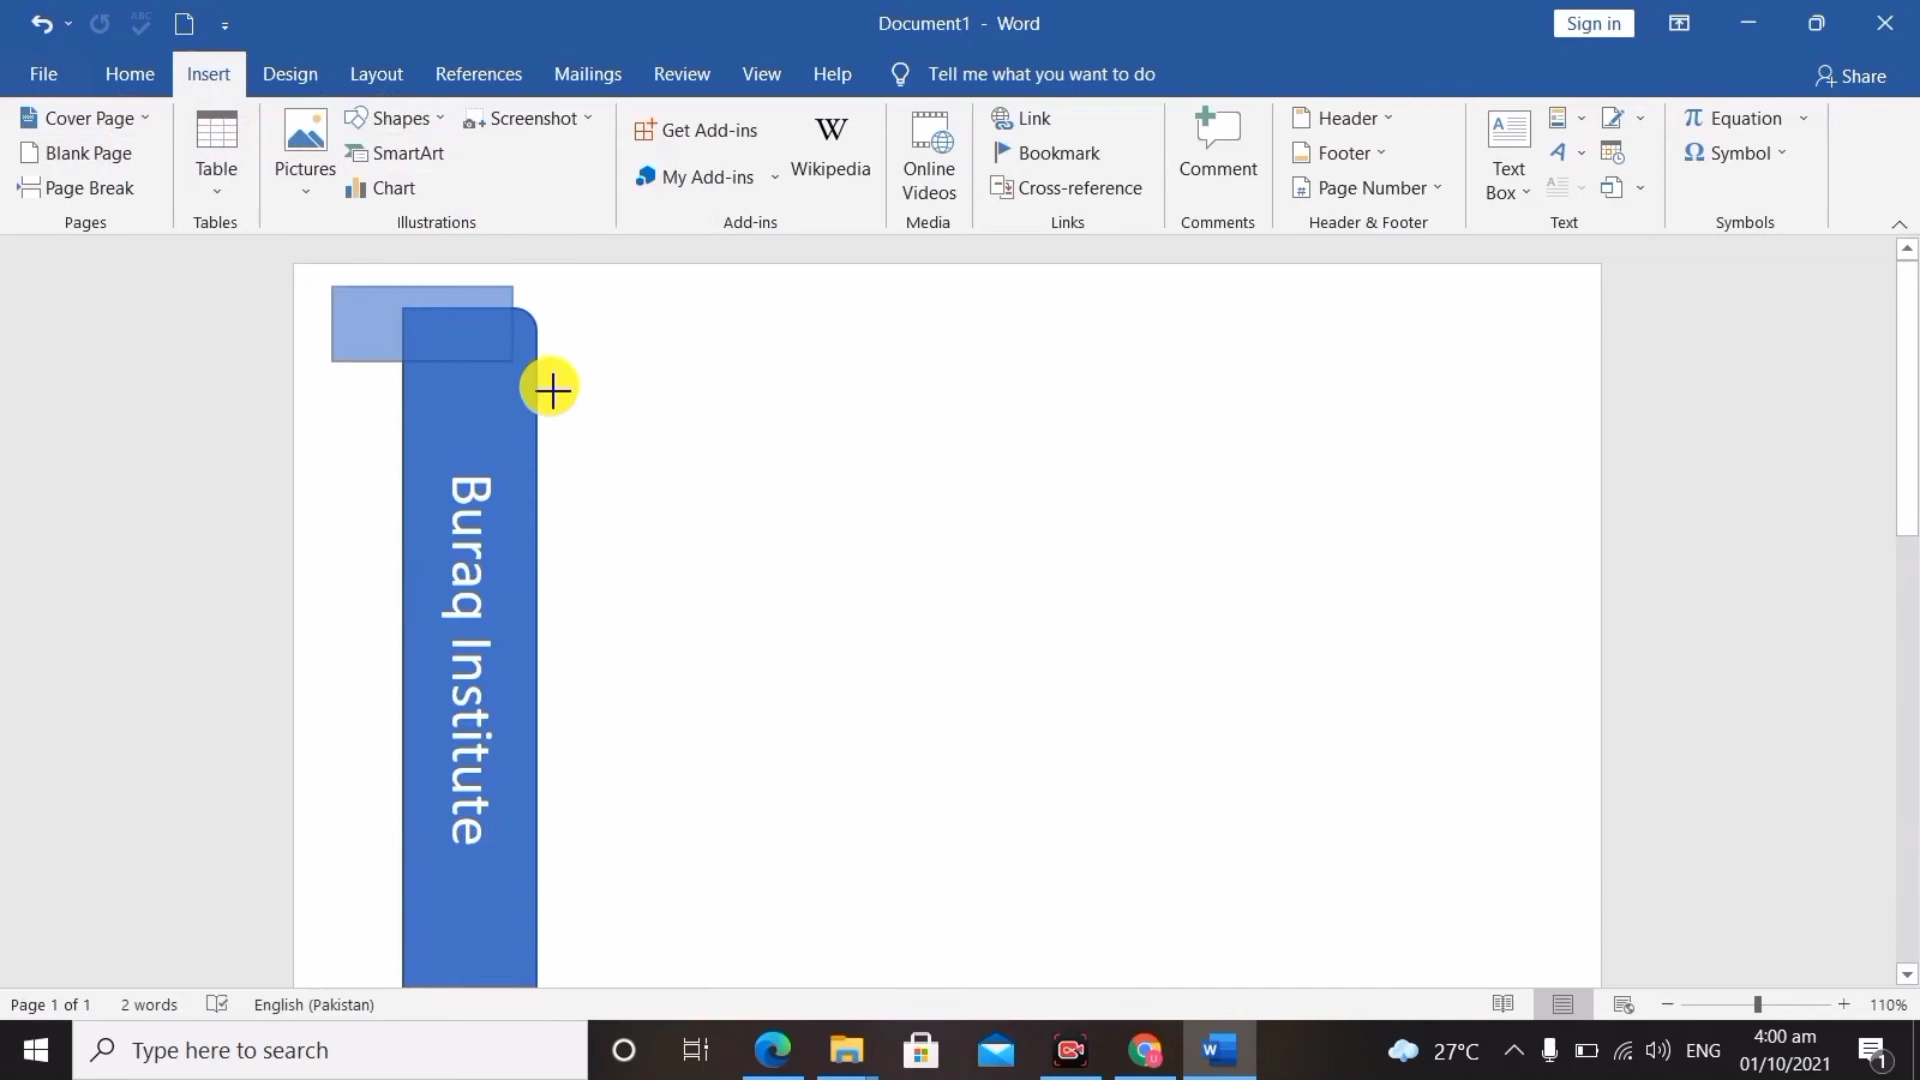 ABC
Document1 - Word
Sign in
File Home Insert Design Layout References Mailings Review View Help Tell me what you want to do Share
Cover Page
Blank Page
Page Break
Pages
Table
Tables
Pictures
Shapes
SmartArt
Chart
Screenshot
Illustrations
Get Add-ins
My Add-ins
W
Wikipedia
Add-ins
Online
Videos
Media
Link
Bookmark
Cross-reference
Links
Comment
Comments
Header
Footer
Page Number
Header & Footer
A
Text
Box
A
A
Text
π Equation
Ω Symbol
Symbols
Buraq Institute
Page 1 of 1 2 words English (Pakistan) 110%
Type here to search
U
W
27°C
ENG
4:00 am
01/10/2021
1